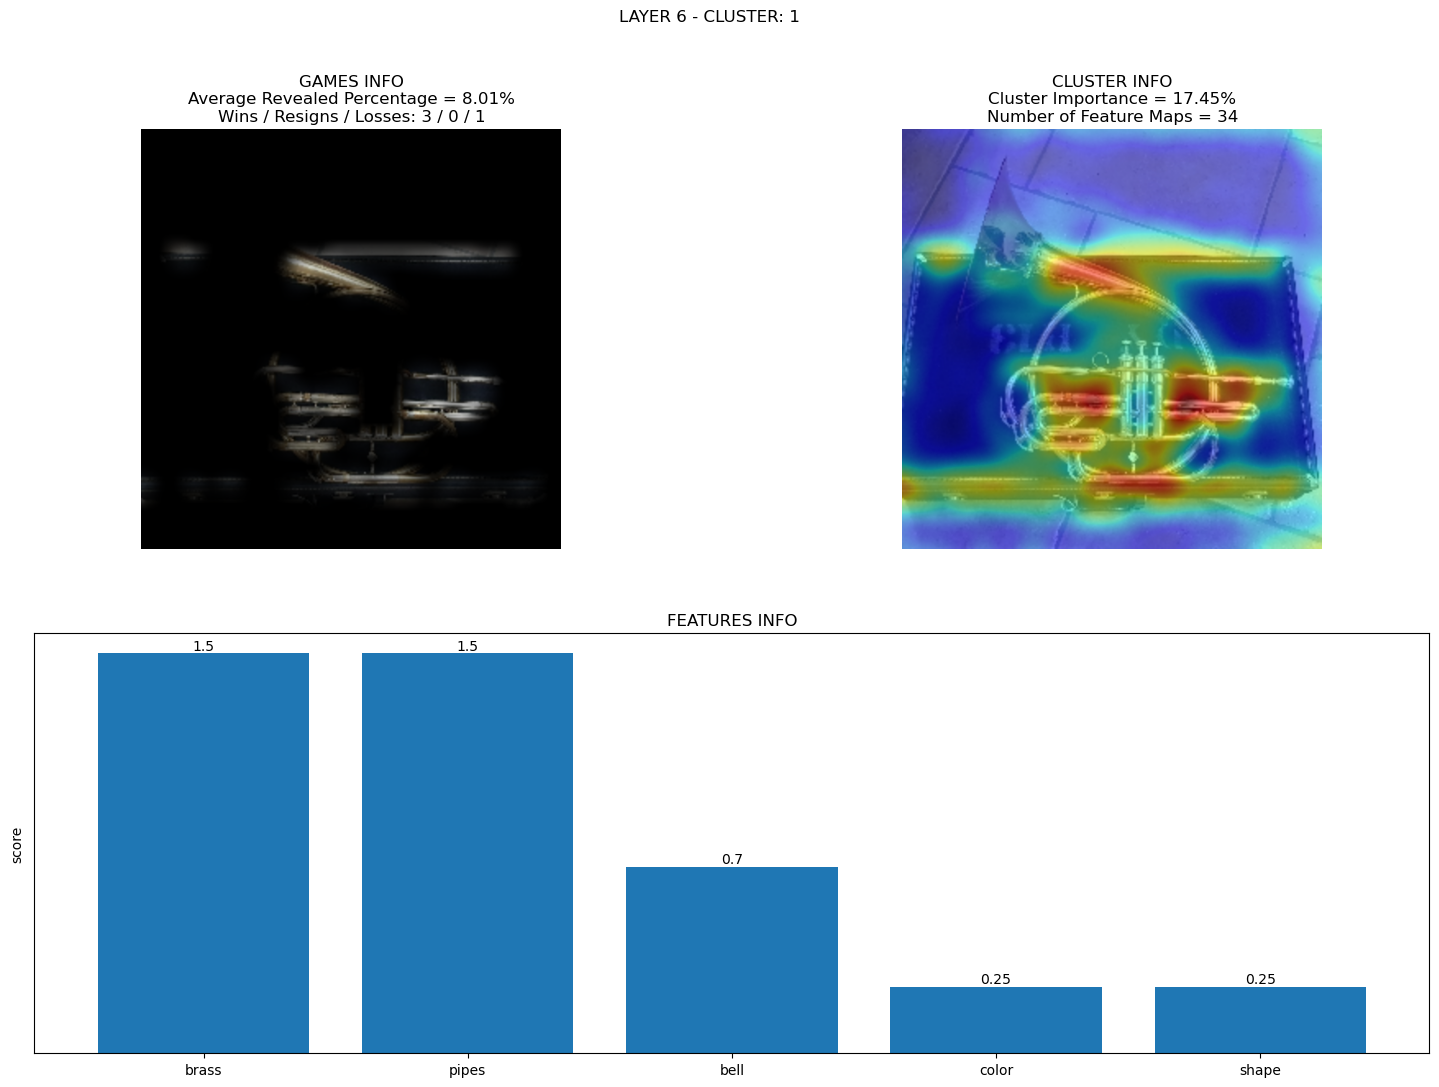 LAYER 6 - CLUSTER: 1
GAMES INFO
Average Revealed Percentage = 8.01%
Wins / Resigns / Losses: 3 / 0 / 1
CLUSTER INFO
Cluster Importance = 17.45%
Number of Feature Maps = 34
FEATURES INFO
score
1.5
1.5
0.7
0.25
0.25
brass
pipes
bell
color
shape